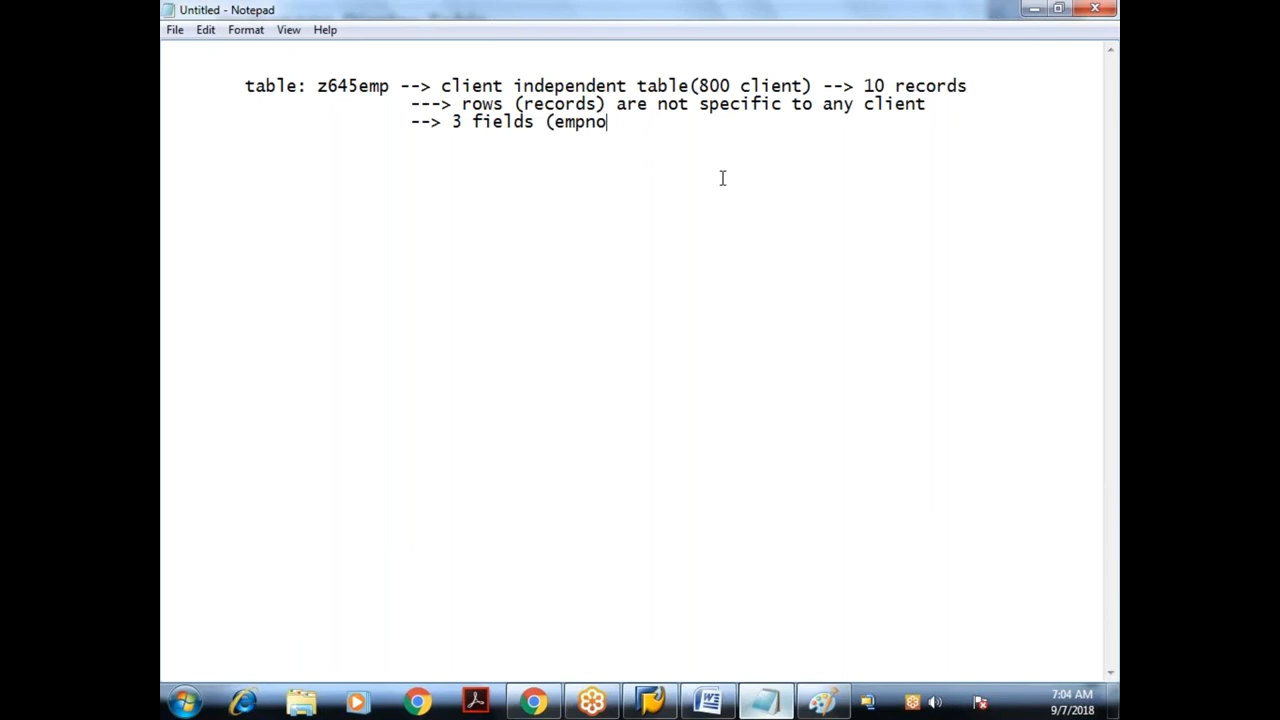 Untitled - Notepad
File Edit Format View Help
table: z645emp --> client independent table(800 client) --> 10 records
---> rows (records) are not specific to any client
--> 3 fields (empno
7:04 AM
9/7/2018